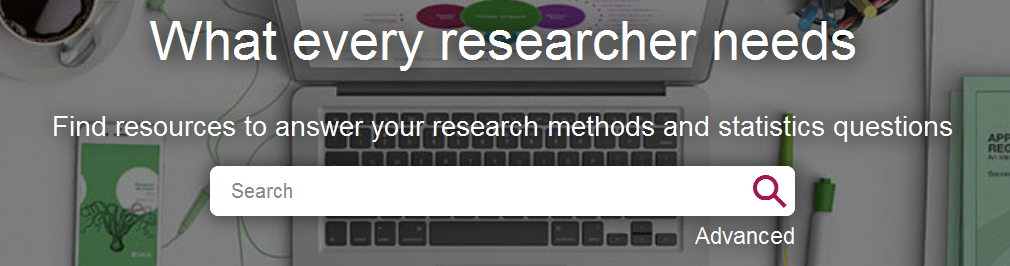 What every researcher needs
Find resources to answer your research methods and statistics questions
Search
Advanced